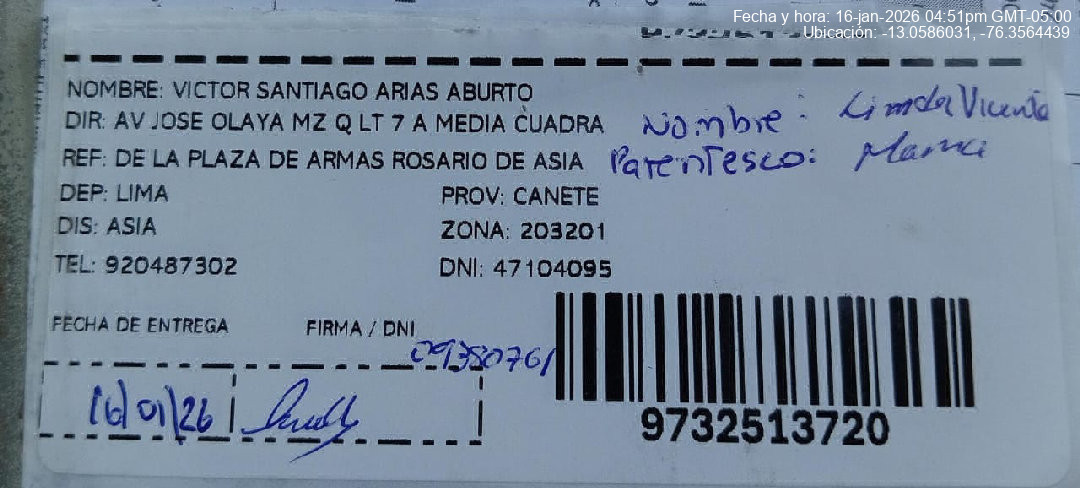 Fecha y hora: 16-jan-2026 04:51pm GMT-05:00
Ubicación: -13.0586031, -76.3564439
NOMBRE: VICTOR SANTIAGO ARIAS ABURTO
DIR: AV JOSE OLAYA MZ Q LT 7 A MEDIA CUADRA
Nombre: Limda Vicente
REF: DE LA PLAZA DE ARMAS ROSARIO DE ASIA
Parentesco: Mama
DEP: LIMA PROV: CANETE
DIS: ASIA ZONA: 203201
TEL: 920487302 DNI: 47104095
FECHA DE ENTREGA FIRMA / DNI
09380761
16/01/26
9732513720